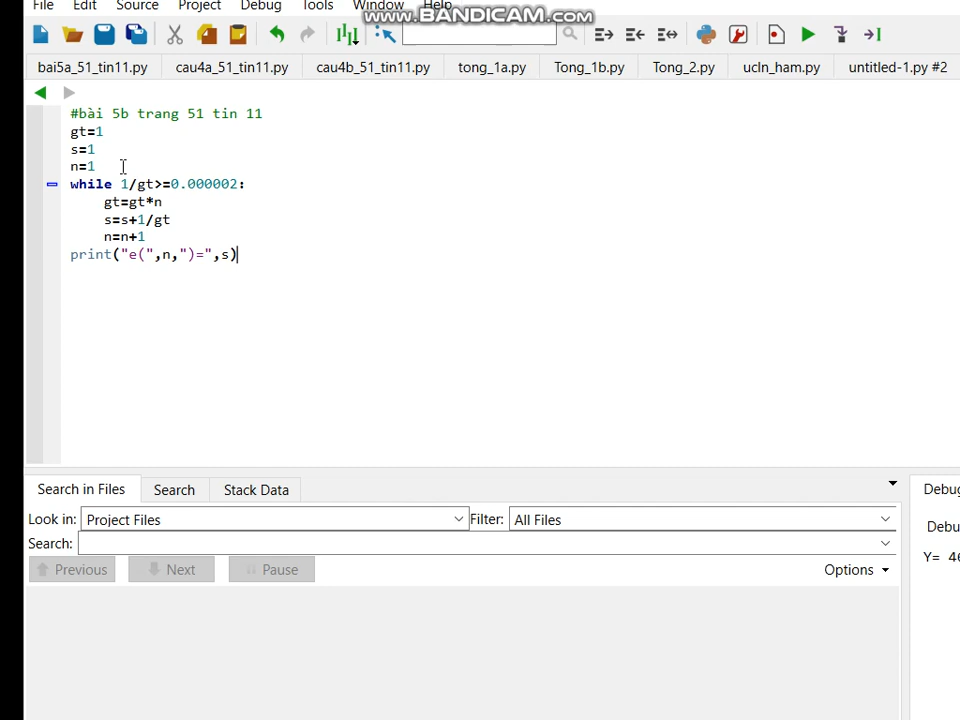 File Edit Source Project Debug Tools Window Help
www.BANDICAM.com
bai5a_51_tin11.py cau4a_51_tin11.py cau4b_51_tin11.py tong_1a.py Tong_1b.py Tong_2.py ucln_ham.py untitled-1.py #2
#bài 5b trang 51 tin 11
gt=1
s=1
n=1
while 1/gt>=0.000002:
gt=gt*n
s=s+1/gt
n=n+1
print("e(",n,")=",s)
Search in Files Search Stack Data
Look in: Project Files Filter: All Files
Search:
Previous Next Pause Options
Debug
Debu
Y= 46